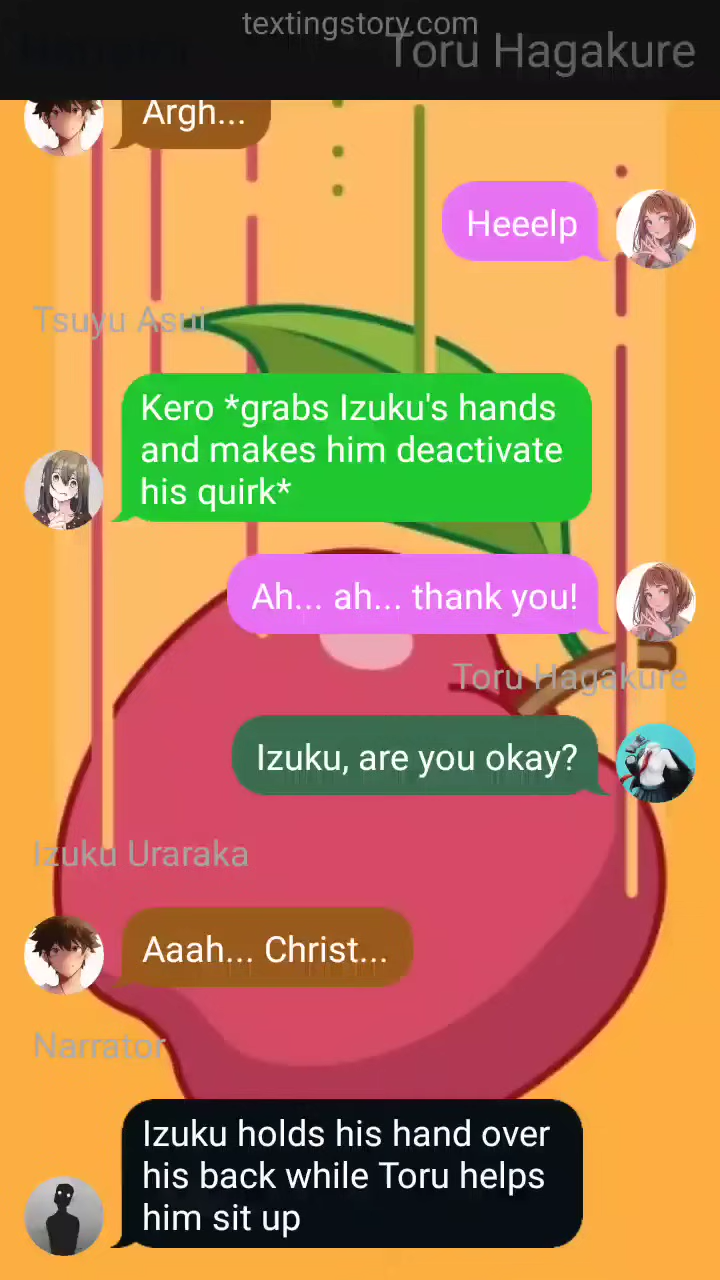 textingstory.com
Toru Hagakure
Argh...
Heeelp
Tsuyu Asui
Kero *grabs Izuku's hands
and makes him deactivate
his quirk*
Ah... ah... thank you!
Toru Hagakure
Izuku, are you okay?
Izuku Uraraka
Aaah... Christ...
Narrator
Izuku holds his hand over
his back while Toru helps
him sit up